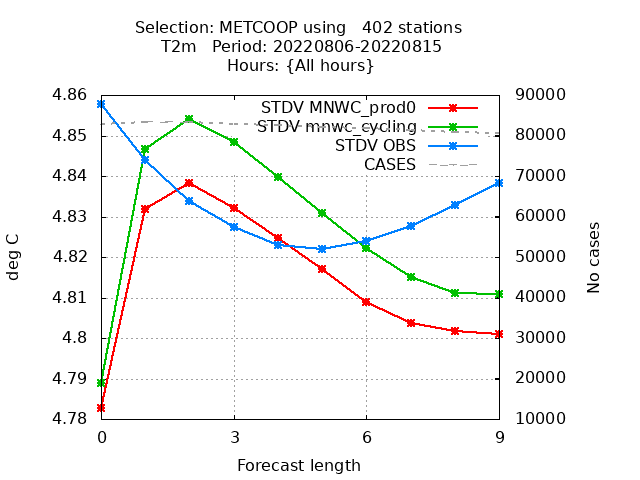 Selection: METCOOP using   402 stations
T2m   Period: 20220806-20220815
Hours: {All hours}
4.86
4.85
4.84
4.83
4.82
4.81
4.8
4.79
4.78
deg C
STDV MNWC_prod0
STDV mnwc_cycling
STDV OBS
CASES
90000
80000
70000
60000
50000
40000
30000
20000
10000
No cases
0 3 6 9
Forecast length